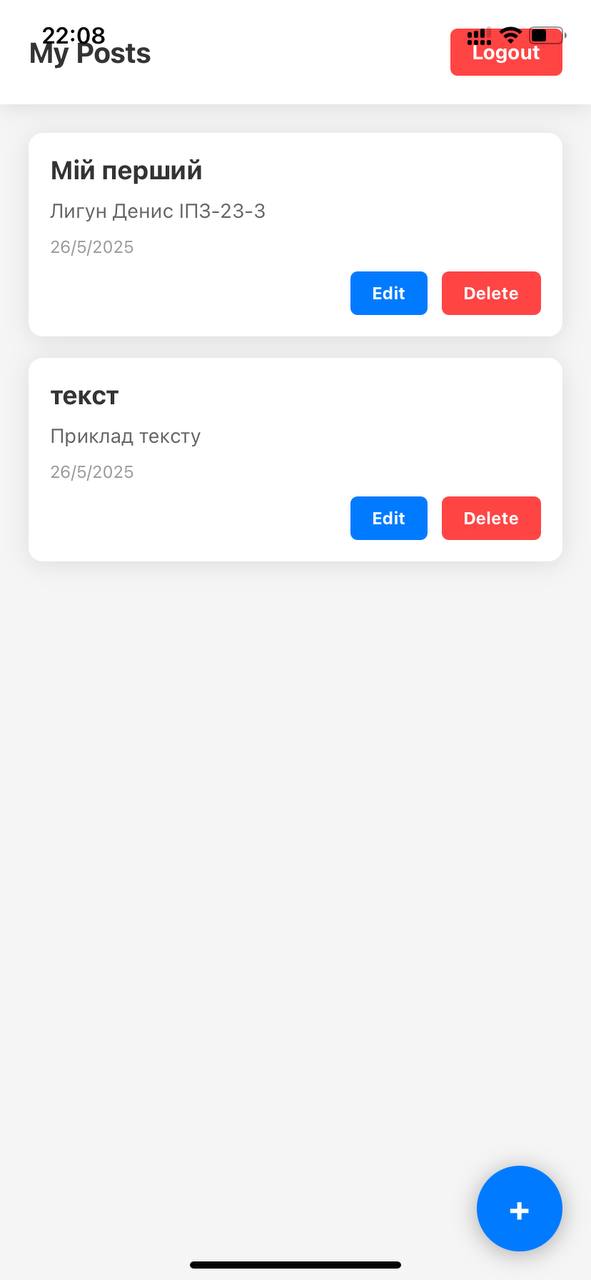 22:08
My Posts
Logout
Мій перший
Лигун Денис ІПЗ-23-3
26/5/2025
Edit Delete
текст
Приклад тексту
26/5/2025
Edit Delete
+